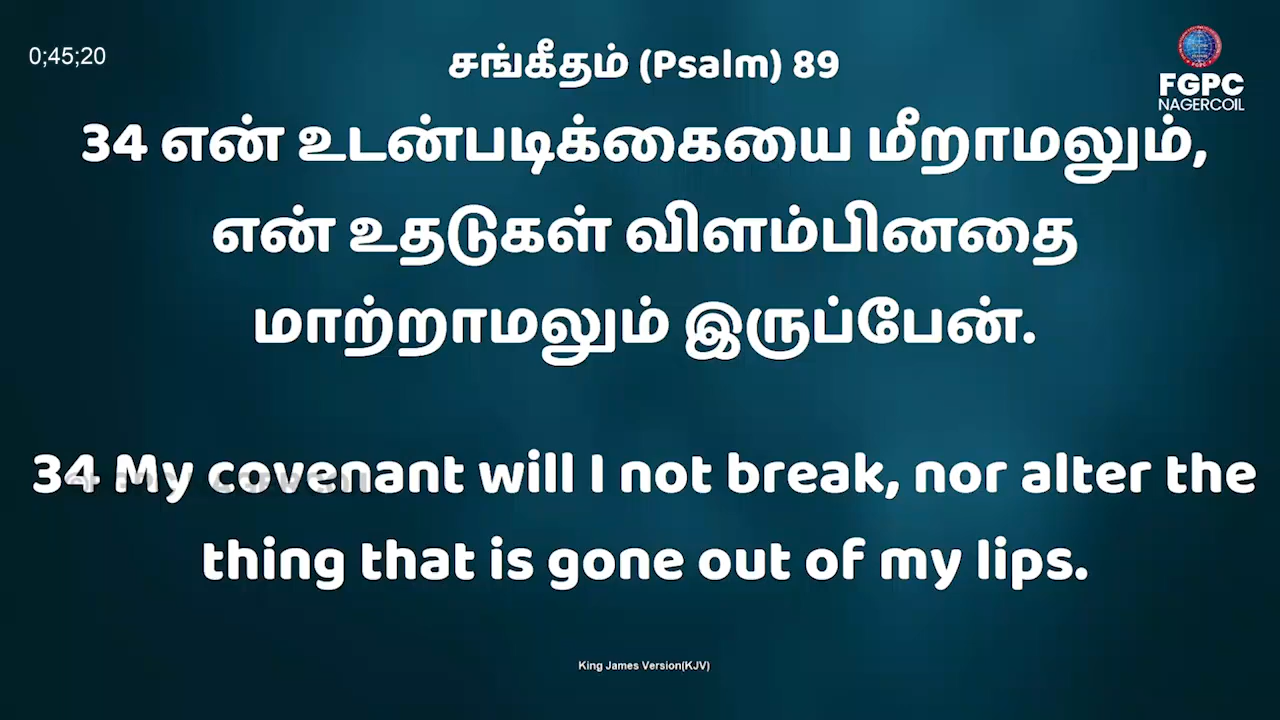 0;45;20
சங்கீதம் (Psalm) 89
FGPC
NAGERCOIL
34 என் உடன்படிக்கையை மீறாமலும்,
என் உதடுகள் விளம்பினதை
மாற்றாமலும் இருப்பேன்.
34 My covenant will I not break, nor alter the
thing that is gone out of my lips.
King James Version(KJV)